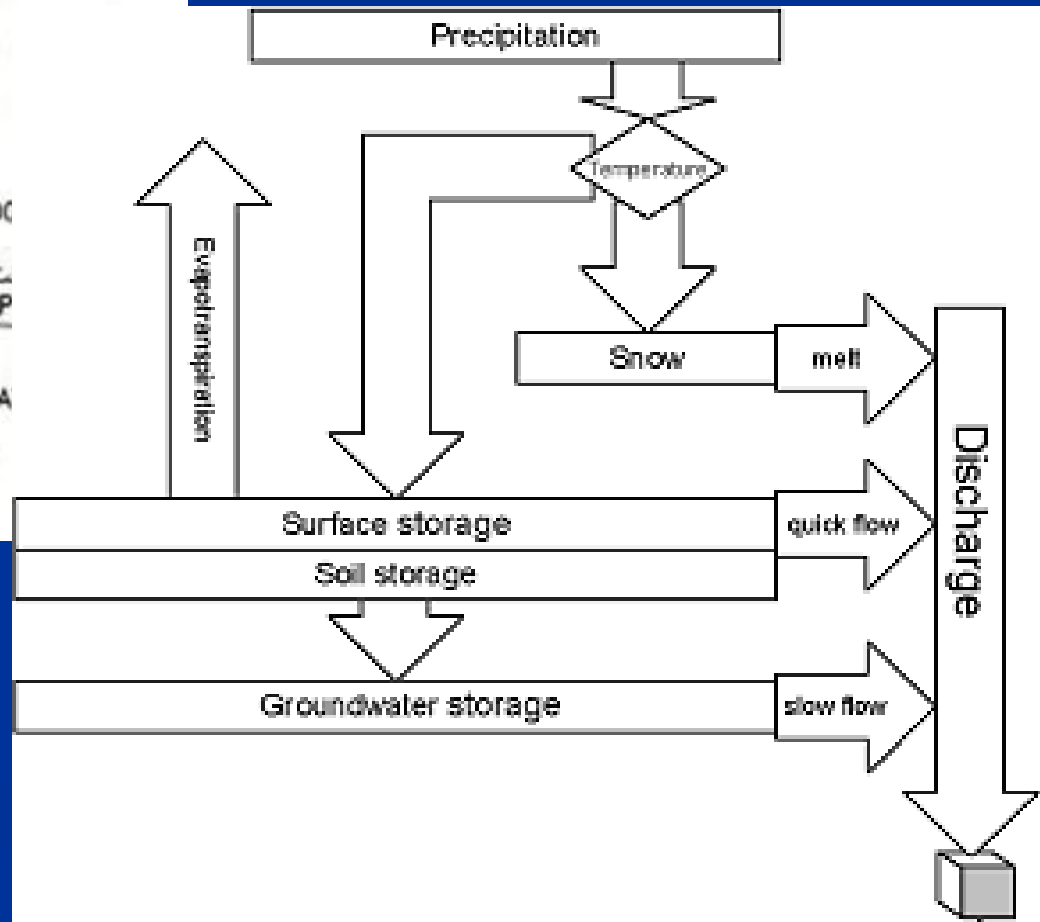 Precipitation
Temperature
Evapotranspiration
Snow
melt
Discharge
Surface storage
quick flow
Soil storage
Groundwater storage
slow flow